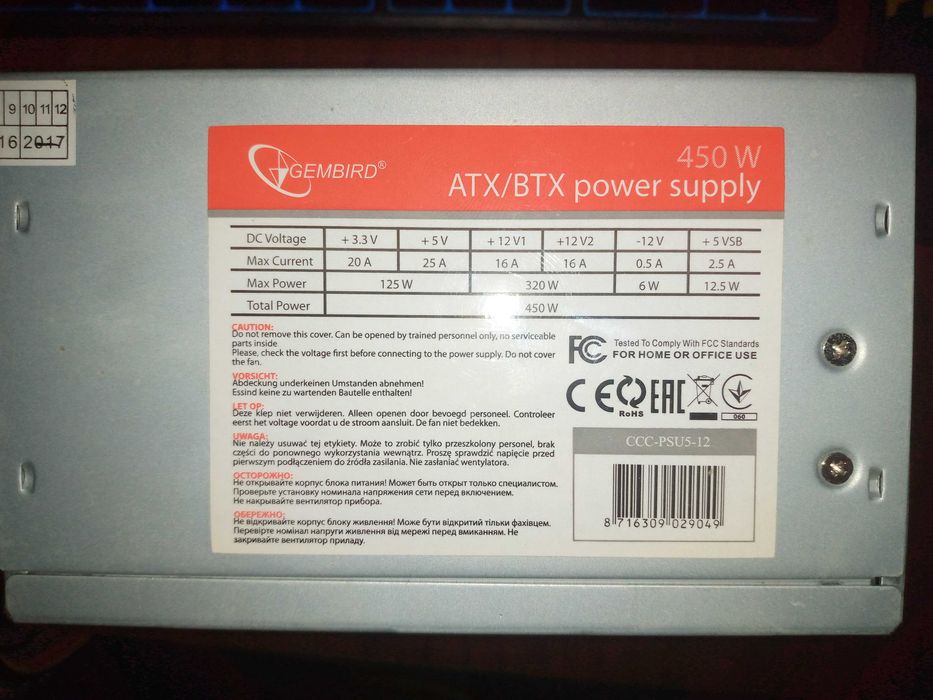 9 10 11 12
16 2017
GEMBIRD®
450 W
ATX/BTX power supply
DC Voltage + 3.3 V + 5 V + 12 V1 +12 V2 -12 V + 5 VSB
Max Current 20 A 25 A 16 A 16 A 0.5 A 2.5 A
Max Power 125 W 320 W 6 W 12.5 W
Total Power 450 W
CAUTION:
Do not remove this cover. Can be opened by trained personnel only, no serviceable
parts inside
Please, check the voltage first before connecting to the power supply. Do not cover
the fan.
VORSICHT:
Abdeckung underkeinen Umstanden abnehmen!
Essind keine zu wartenden Bautelle enthalten!
LET OP:
Deze klep niet verwijderen. Alleen openen door bevoegd personeel. Controleer
eerst het voltage voordat u de stroom aansluit. De fan niet bedekken.
UWAGA:
Nie należy usuwać tej etykiety. Może to zrobić tylko przeszkolony personel, brak
części do ponownego wykorzystania wewnątrz. Proszę sprawdzić napięcie przed
pierwszym podłączeniem do źródła zasilania. Nie zasłaniać wentylatora.
ОСТОРОЖНО:
Не открывайте корпус блока питания! Может быть открыт только специалистом.
Проверьте установку номинала напряжения сети перед включением.
Не накрывайте вентилятор прибора.
ОБЕРЕЖНО:
Не відкривайте корпус блоку живлення! Може бути відкритий тільки фахівцем.
Перевірте номінал напруги живлення від мережі перед вмиканням. Не
закривайте вентилятор приладу.
FC Tested To Comply With FCC Standards
FOR HOME OR OFFICE USE
CE RoHS EAC 060
CCC-PSU5-12
8 716309 029049